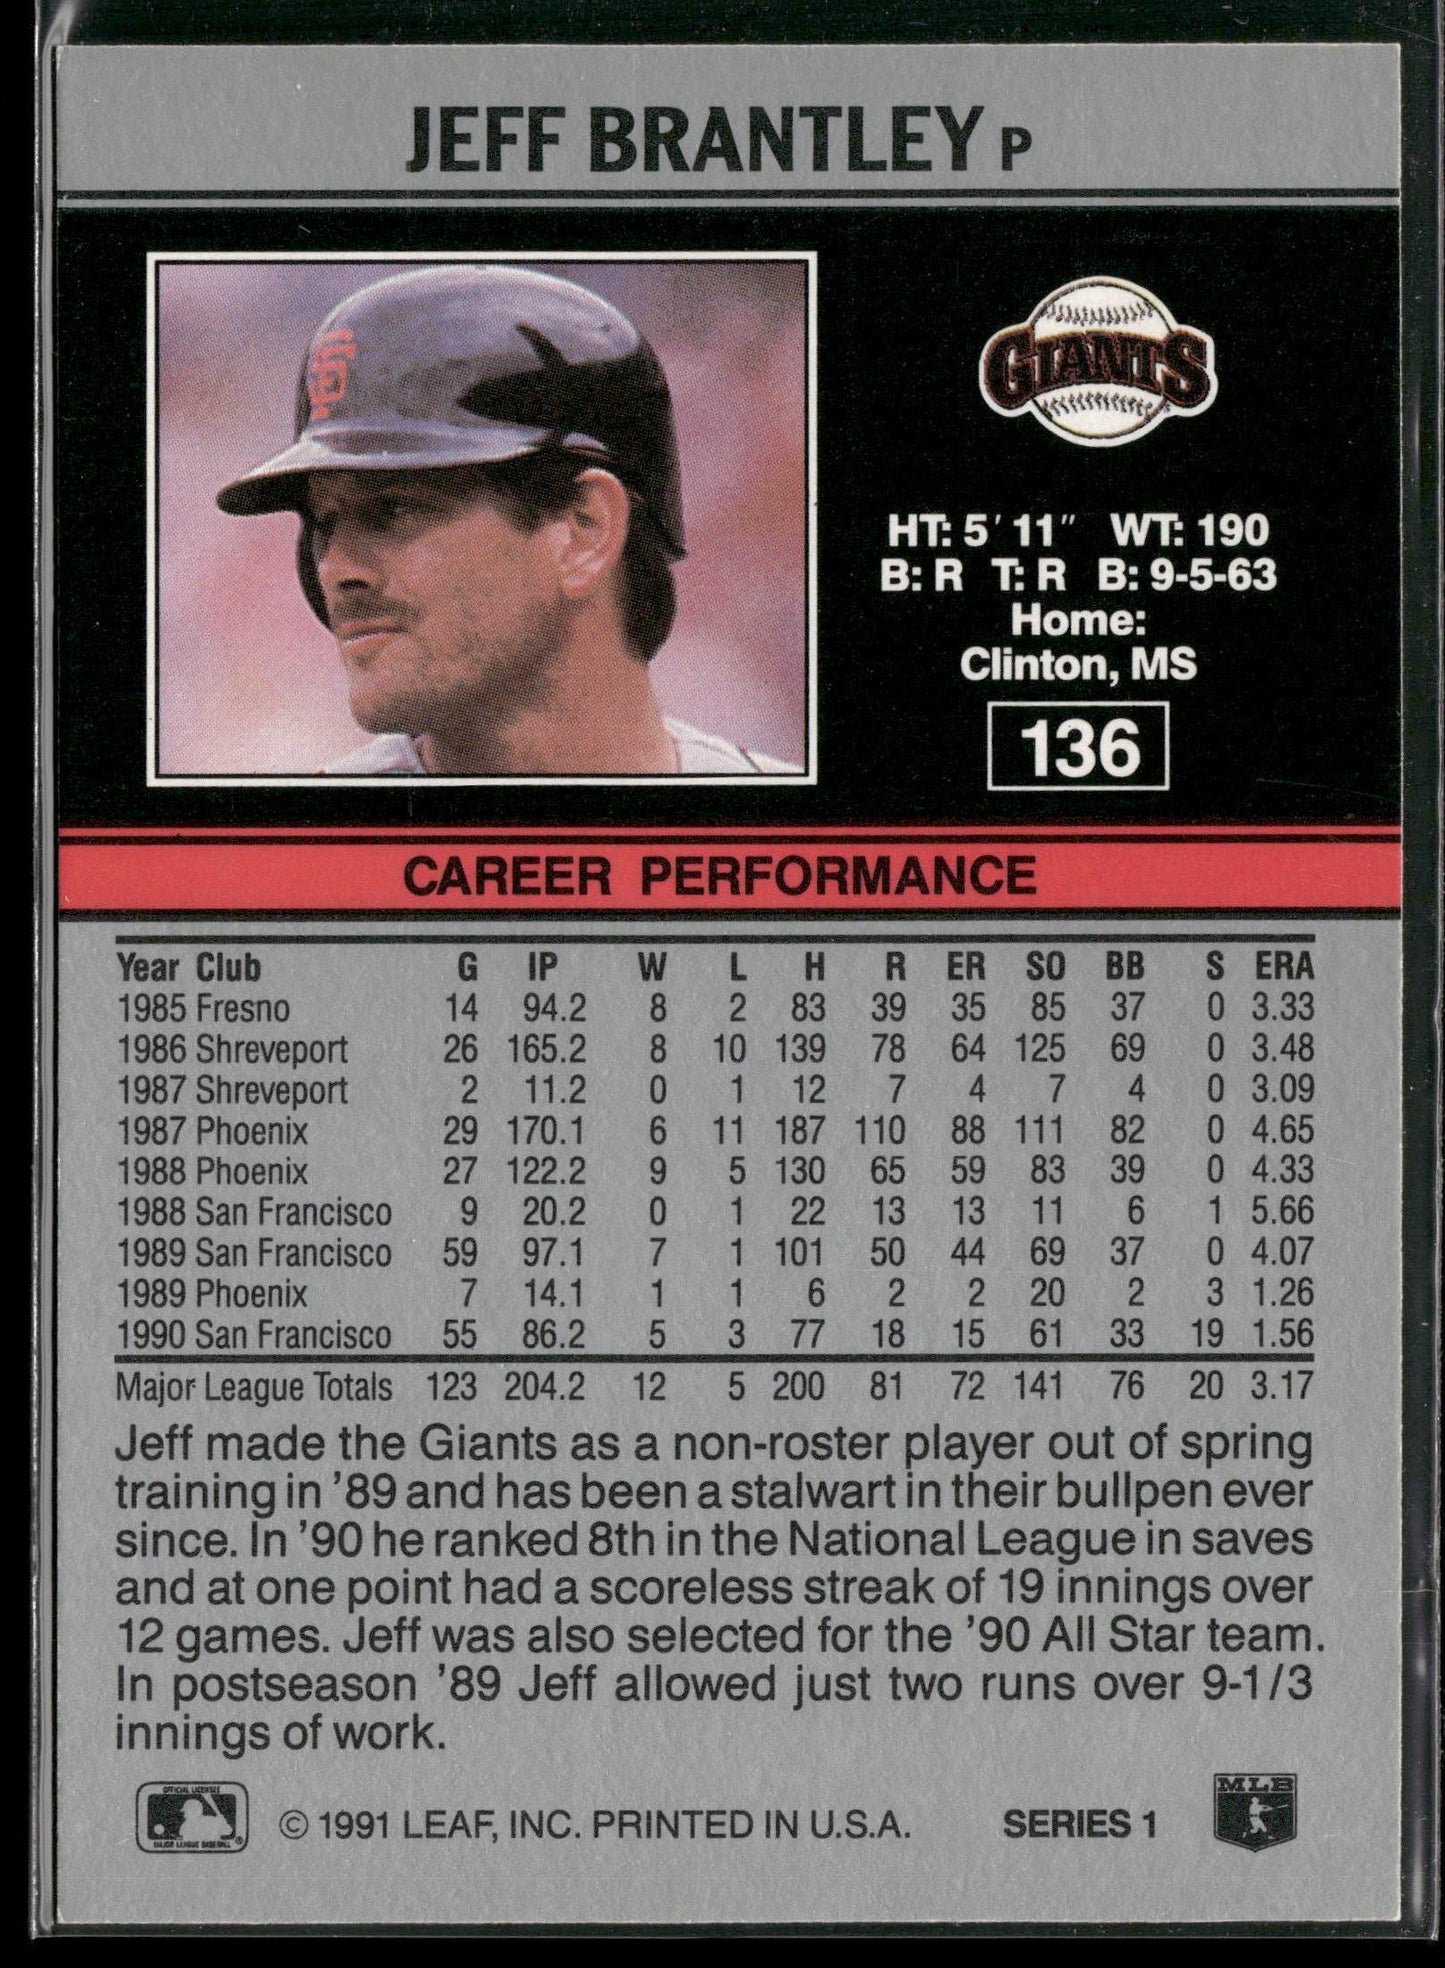 JEFF BRANTLEY P
GIANTS
HT: 5' 11" WT: 190
B: R T: R B: 9-5-63
Home:
Clinton, MS
136
CAREER PERFORMANCE
Year Club G IP W L H R ER SO BB S ERA
1985 Fresno 14 94.2 8 2 83 39 35 85 37 0 3.33
1986 Shreveport 26 165.2 8 10 139 78 64 125 69 0 3.48
1987 Shreveport 2 11.2 0 1 12 7 4 7 4 0 3.09
1987 Phoenix 29 170.1 6 11 187 110 88 111 82 0 4.65
1988 Phoenix 27 122.2 9 5 130 65 59 83 39 0 4.33
1988 San Francisco 9 20.2 0 1 22 13 13 11 6 1 5.66
1989 San Francisco 59 97.1 7 1 101 50 44 69 37 0 4.07
1989 Phoenix 7 14.1 1 1 6 2 2 20 2 3 1.26
1990 San Francisco 55 86.2 5 3 77 18 15 61 33 19 1.56
Major League Totals 123 204.2 12 5 200 81 72 141 76 20 3.17
Jeff made the Giants as a non-roster player out of spring
training in '89 and has been a stalwart in their bullpen ever
since. In '90 he ranked 8th in the National League in saves
and at one point had a scoreless streak of 19 innings over
12 games. Jeff was also selected for the '90 All Star team.
In postseason '89 Jeff allowed just two runs over 9-1/3
innings of work.
OFFICIAL LICENSEE
MAJOR LEAGUE BASEBALL
© 1991 LEAF, INC. PRINTED IN U.S.A. SERIES 1
MLB